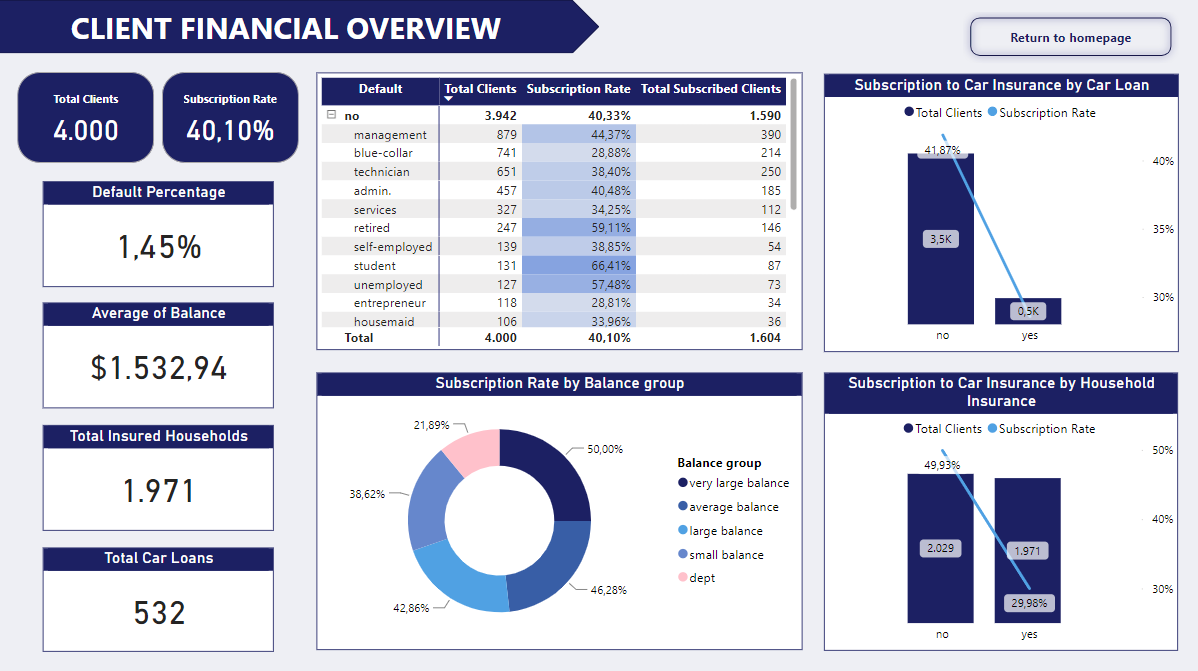 CLIENT FINANCIAL OVERVIEW
Return to homepage
Total Clients
4.000
Subscription Rate
40,10%
Default Percentage
1,45%
Average of Balance
$1.532,94
Total Insured Households
1.971
Total Car Loans
532
Default Total Clients Subscription Rate Total Subscribed Clients
no 3.942 40,33% 1.590
management 879 44,37% 390
blue-collar 741 28,88% 214
technician 651 38,40% 250
admin. 457 40,48% 185
services 327 34,25% 112
retired 247 59,11% 146
self-employed 139 38,85% 54
student 131 66,41% 87
unemployed 127 57,48% 73
entrepreneur 118 28,81% 34
housemaid 106 33,96% 36
Total 4.000 40,10% 1.604
Subscription Rate by Balance group
21,89%
50,00%
38,62%
42,86%
46,28%
Balance group
very large balance
average balance
large balance
small balance
dept
Subscription to Car Insurance by Car Loan
Total Clients Subscription Rate
41,87%
40%
35%
30%
3,5K
0,5K
no yes
Subscription to Car Insurance by Household
Insurance
Total Clients Subscription Rate
49,93%
50%
40%
30%
2.029
1.971
29,98%
no yes